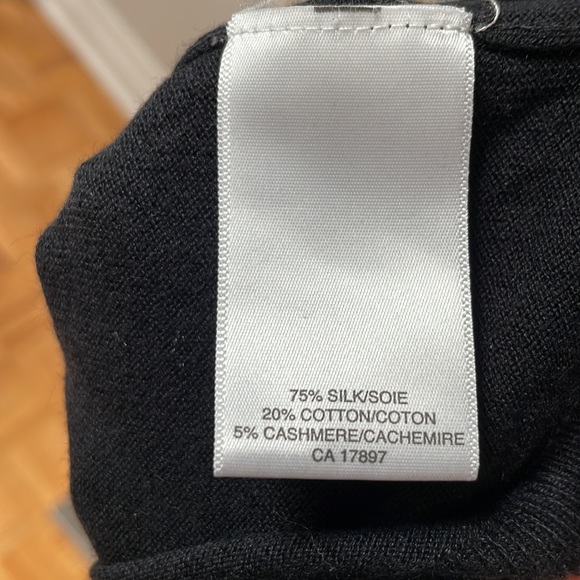 75% SILK/SOIE
20% COTTON/COTON
5% CASHMERE/CACHEMIRE
CA 17897